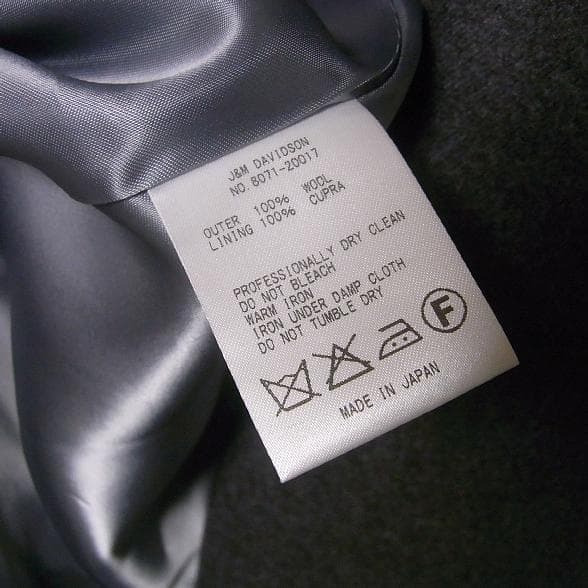 J&M DAVIDSON
NO.8071-20017
OUTER 100% WOOL
LINING 100% CUPRA
PROFESSIONALLY DRY CLEAN
DO NOT BLEACH
WARM IRON
IRON UNDER DAMP CLOTH
DO NOT TUMBLE DRY
F
MADE IN JAPAN